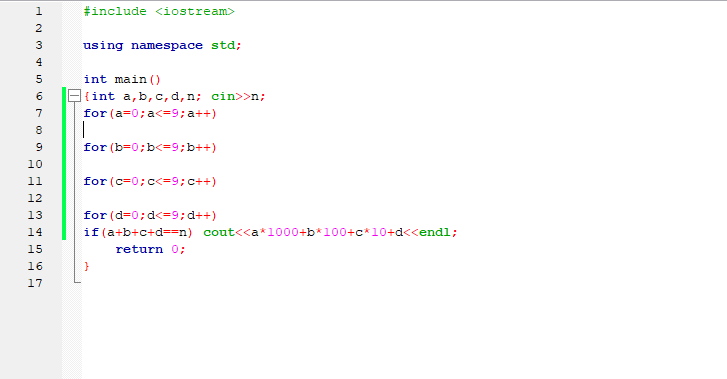 1 #include <iostream>
2
3 using namespace std;
4
5 int main()
6 {int a,b,c,d,n; cin>>n;
7 for(a=0;a<=9;a++)
8
9 for(b=0;b<=9;b++)
10
11 for(c=0;c<=9;c++)
12
13 for(d=0;d<=9;d++)
14 if(a+b+c+d==n) cout<<a*1000+b*100+c*10+d<<endl;
15     return 0;
16 }
17